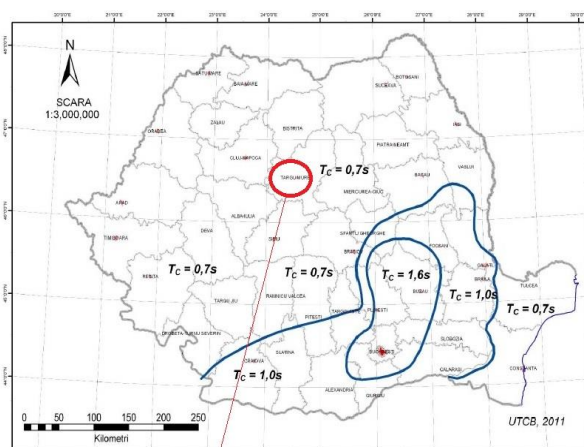 N
SCARA
1:3,000,000
SATU MARE
BAIA MARE
BOTOSANI
SUCEAVA
ORADEA
ZALAU
BISTRITA
IASI
PIATRA NEAMT
CLUJ-NAPOCA
TARGU MURES
T_C = 0,7s
BACAU
VASLUI
MIERCUREA-CIUC
ARAD
ALBA IULIA
DEVA
TIMISOARA
SIBIU
SFANTU GHEORGHE
BRASOV
FOCSANI
GALATI
T_C = 0,7s
T_C = 0,7s
T_C = 1,6s
T_C = 1,0s
T_C = 0,7s
RESITA
BRAILA
TULCEA
BUZAU
TARGU JIU
RAMNICU VALCEA
PITESTI
TARGOVISTE
PLOIESTI
DROBETA-TURNU SEVERIN
SLOBOZIA
BUCURESTI
SLATINA
CRAIOVA
T_C = 1,0s
CALARASI
CONSTANTA
ALEXANDRIA
GIURGIU
0 50 100 150 200 250
Kilometri
UTCB, 2011